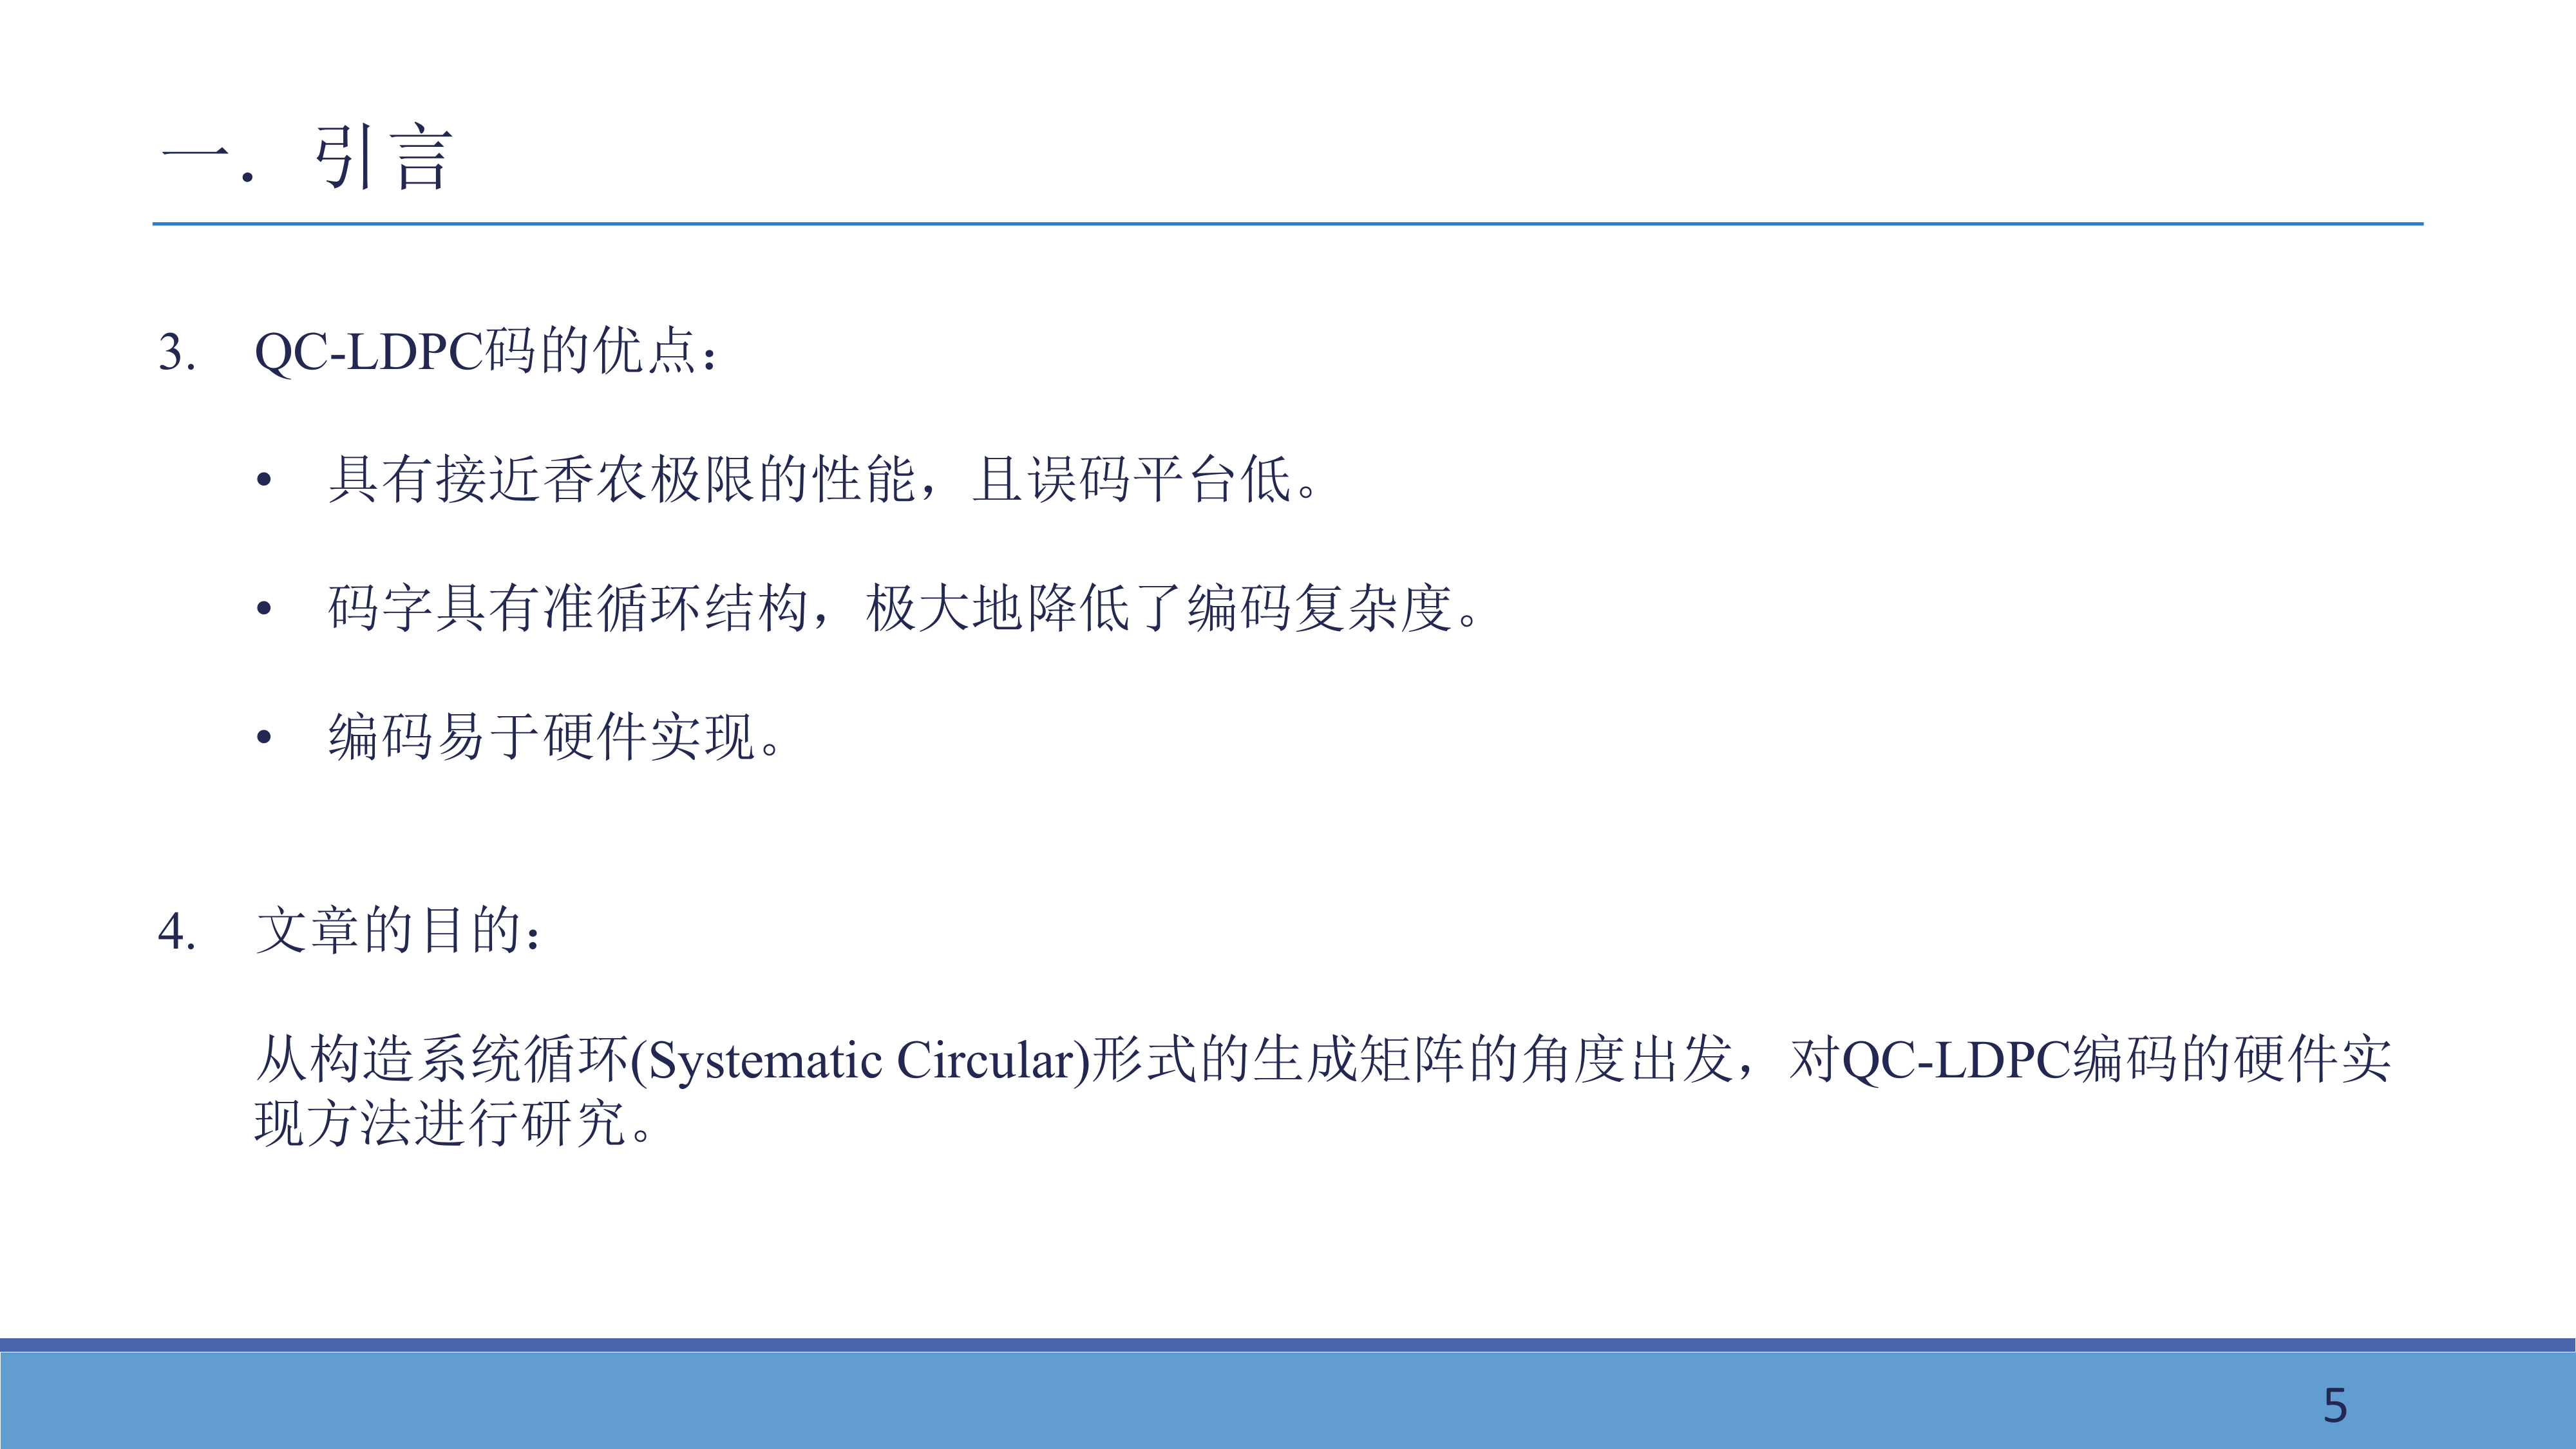 一. 引言
3. QC-LDPC码的优点：
• 具有接近香农极限的性能，且误码平台低。
• 码字具有准循环结构，极大地降低了编码复杂度。
• 编码易于硬件实现。
4. 文章的目的：
从构造系统循环(Systematic Circular)形式的生成矩阵的角度出发，对QC-LDPC编码的硬件实
现方法进行研究。
5